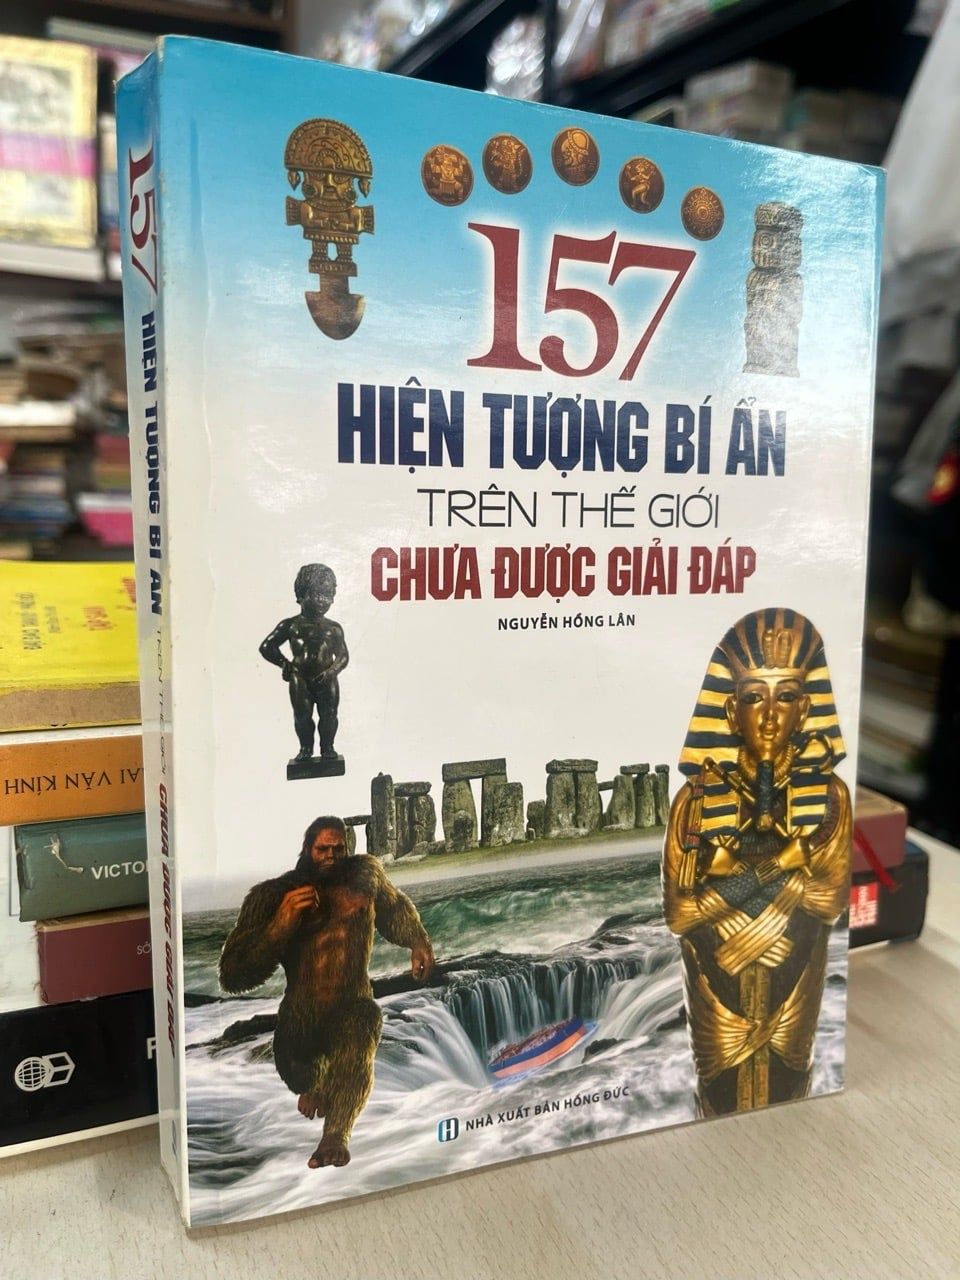 157
HIỆN TƯỢNG BÍ ẨN
TRÊN THẾ GIỚI
CHƯA ĐƯỢC GIẢI ĐÁP
NGUYỄN HỒNG LÂN
NHÀ XUẤT BẢN HỒNG ĐỨC
157 HIỆN TƯỢNG BÍ ẨN TRÊN THẾ GIỚI CHƯA ĐƯỢC GIẢI ĐÁP
AI VĂN KÍNH
VICTO